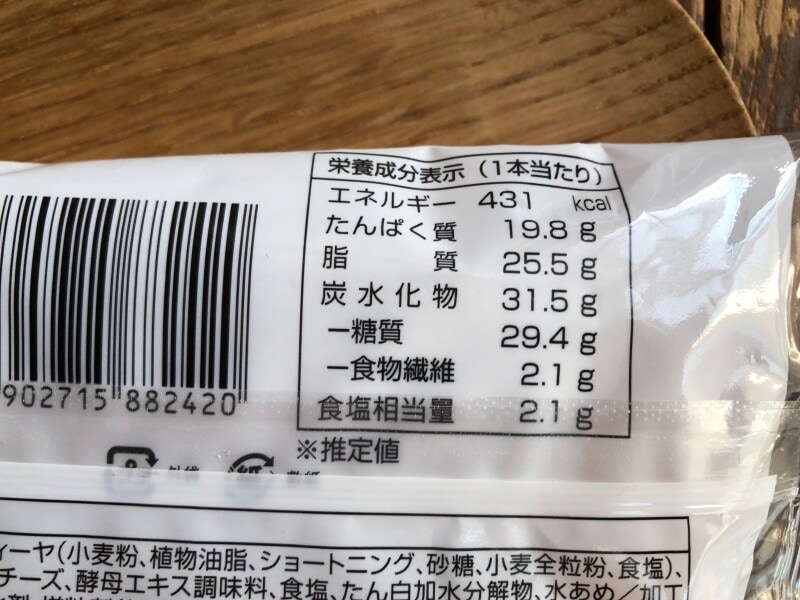 栄養成分表示（1本当たり）
エネルギー 431 kcal
たんぱく質 19.8 g
脂質 25.5 g
炭水化物 31.5 g
ー糖質 29.4 g
ー食物繊維 2.1 g
食塩相当量 2.1 g
※推定値
902715 882420
紙
ィーヤ（小麦粉、植物油脂、ショートニング、砂糖、小麦全粒粉、食塩）、
チーズ、酵母エキス調味料、食塩、たん白加水分解物、水あめ／加工